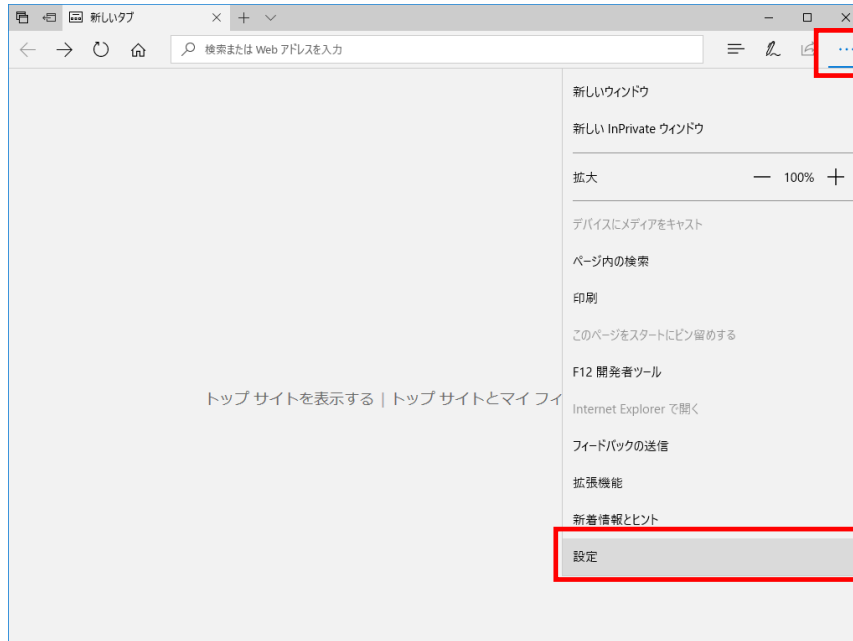 新しいタブ
検索または Web アドレスを入力
新しいウィンドウ
新しい InPrivate ウィンドウ
拡大 100%
デバイスにメディアをキャスト
ページ内の検索
印刷
このページをスタートにピン留めする
F12 開発者ツール
トップ サイトを表示する | トップ サイトとマイ フィ
Internet Explorer で開く
フィードバックの送信
拡張機能
新着情報とヒント
設定